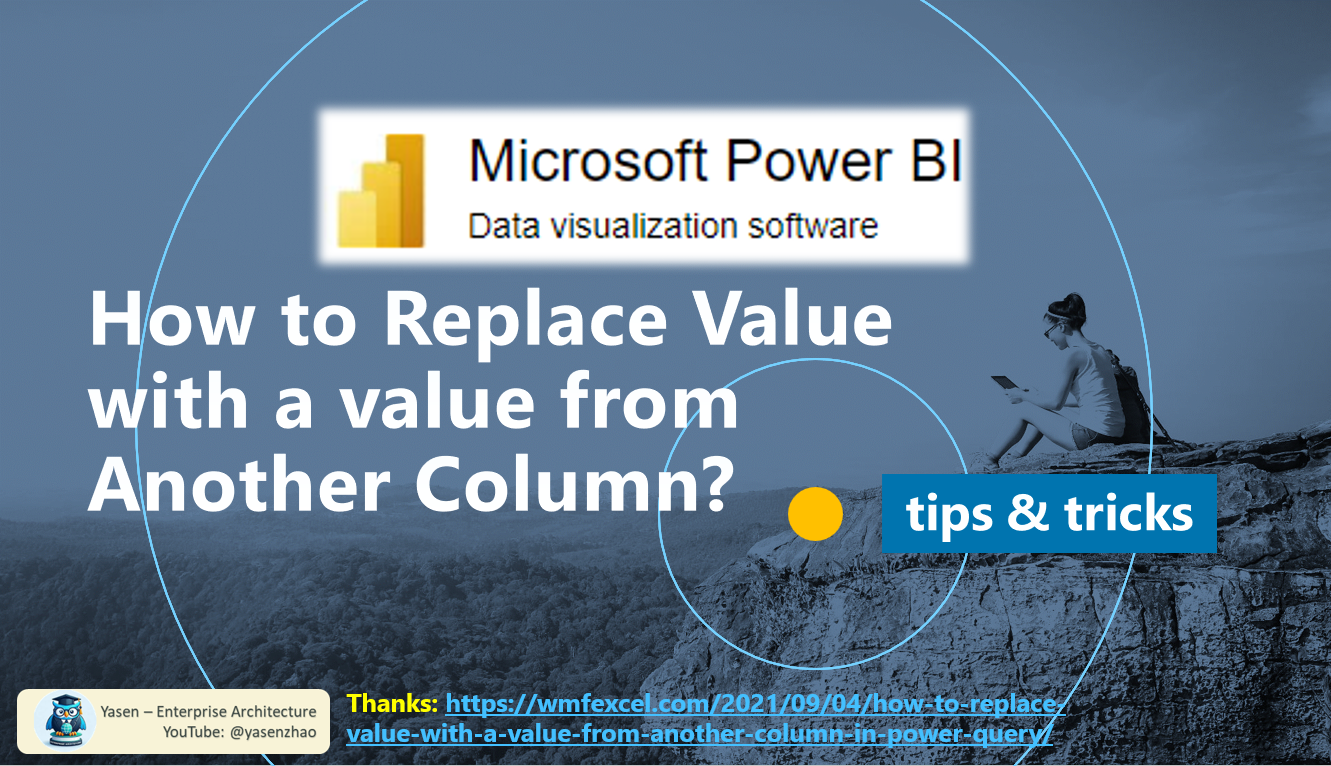 Microsoft Power BI
Data visualization software
How to Replace Value
with a value from
Another Column?
tips & tricks
Yasen – Enterprise Architecture
YouTube: @yasenzhao
Thanks: https://wmfexcel.com/2021/09/04/how-to-replace-
value-with-a-value-from-another-column-in-power-query/